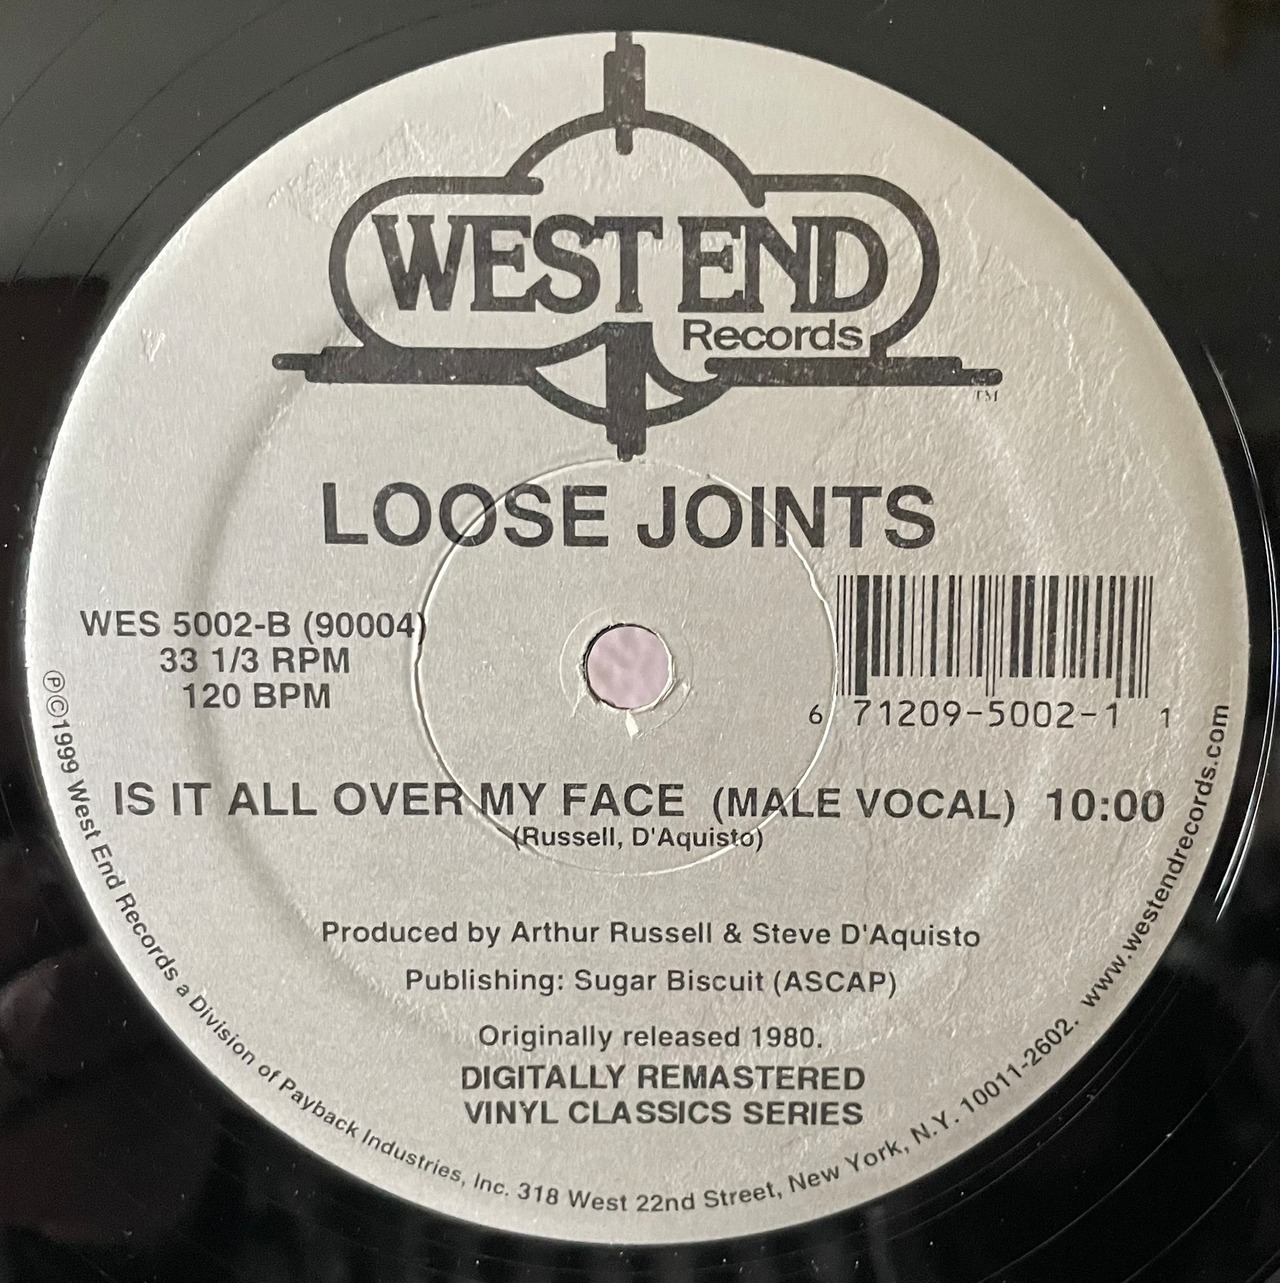 WEST END
Records
TM
LOOSE JOINTS
WES 5002-B (90004)
33 1/3 RPM
120 BPM
6 71209-5002-1 1
IS IT ALL OVER MY FACE (MALE VOCAL) 10:00
(Russell, D'Aquisto)
Produced by Arthur Russell & Steve D'Aquisto
Publishing: Sugar Biscuit (ASCAP)
Originally released 1980.
DIGITALLY REMASTERED
VINYL CLASSICS SERIES
ⓅⒸ1999 West End Records a Division of Payback Industries, Inc. 318 West 22nd Street, New York, N.Y. 10011-2602. www.westendrecords.com